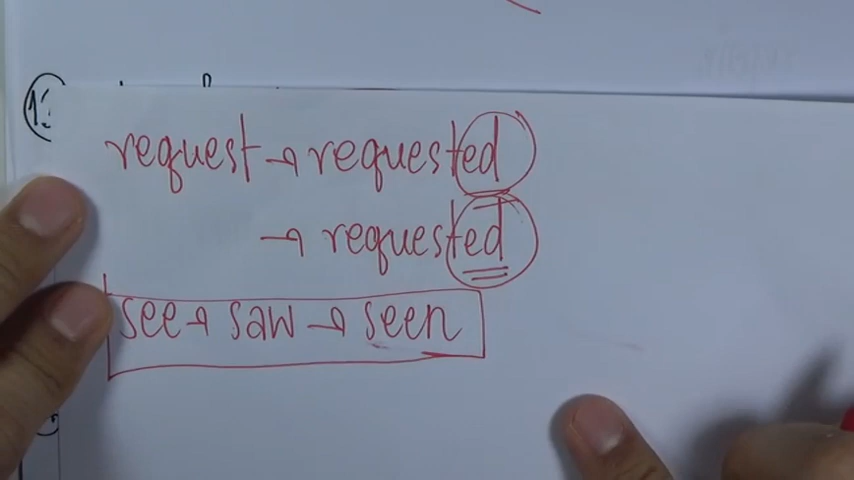 request → requested
→ requested
see → saw → seen